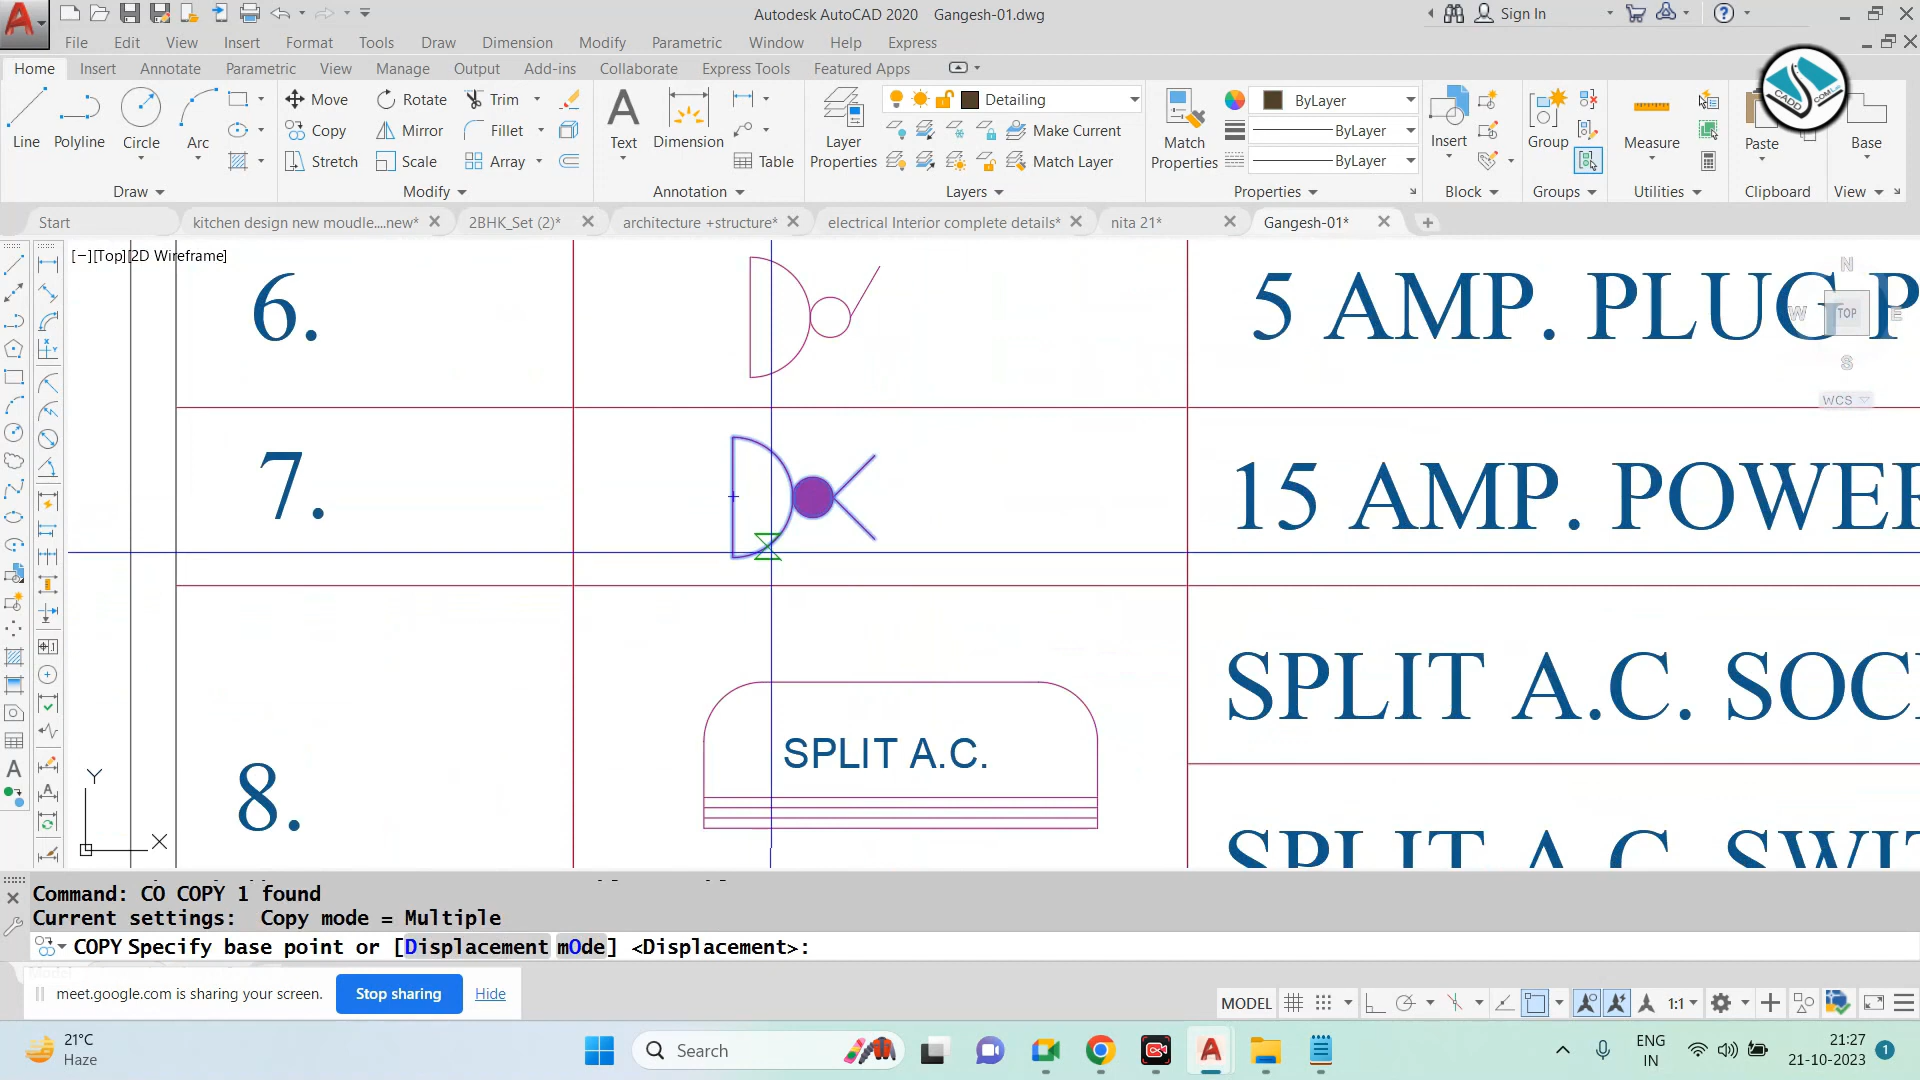 Autodesk AutoCAD 2020 Gangesh-01.dwg Sign In
File Edit View Insert Format Tools Draw Dimension Modify Parametric Window Help Express
Home Insert Annotate Parametric View Manage Output Add-ins Collaborate Express Tools Featured Apps
Line Polyline Circle Arc
Move Rotate Trim
Copy Mirror Fillet
Stretch Scale Array
Text Dimension Table
Layer Properties
Detailing
Make Current
Match Layer
Match Properties
ByLayer
ByLayer
ByLayer
Insert Group Measure Paste Base
Draw Modify Annotation Layers Properties Block Groups Utilities Clipboard View
CADD
Start kitchen design new moudle....new* 2BHK_Set (2)* architecture +structure* electrical Interior complete details* nita 21* Gangesh-01*
[−][Top][2D Wireframe]
N
W TOP E
S
WCS
6. 5 AMP. PLUG P
7. 15 AMP. POWER
SPLIT A.C. SOC
SPLIT A.C.
8.
SPLIT A.C. SWI
Y
X
Command: CO COPY 1 found
Current settings: Copy mode = Multiple
COPY Specify base point or [Displacement mOde] <Displacement>:
meet.google.com is sharing your screen. Stop sharing Hide
MODEL 1:1
21°C
Haze
Search
ENG
IN
21:27
21-10-2023
1